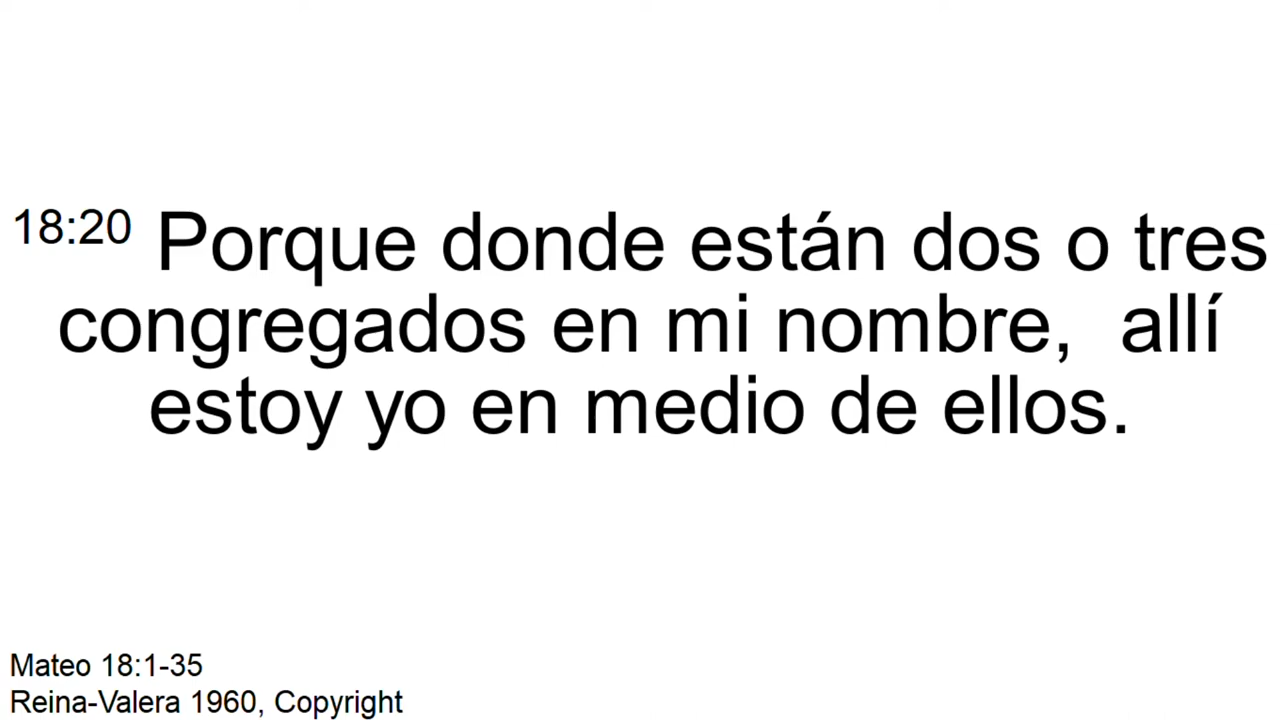 18:20 Porque donde están dos o tres
congregados en mi nombre,  allí
estoy yo en medio de ellos.
Mateo 18:1-35
Reina-Valera 1960, Copyright